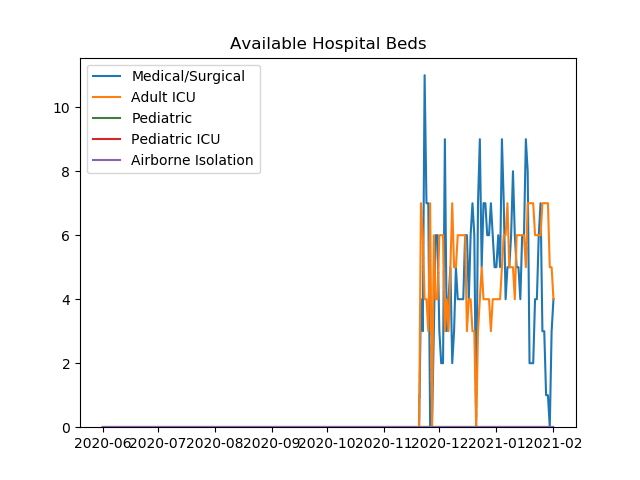 Available Hospital Beds
Medical/Surgical
Adult ICU
Pediatric
Pediatric ICU
Airborne Isolation
10
8
6
4
2
0
2020-06 2020-07 2020-08 2020-09 2020-10 2020-11 2020-12 2021-01 2021-02